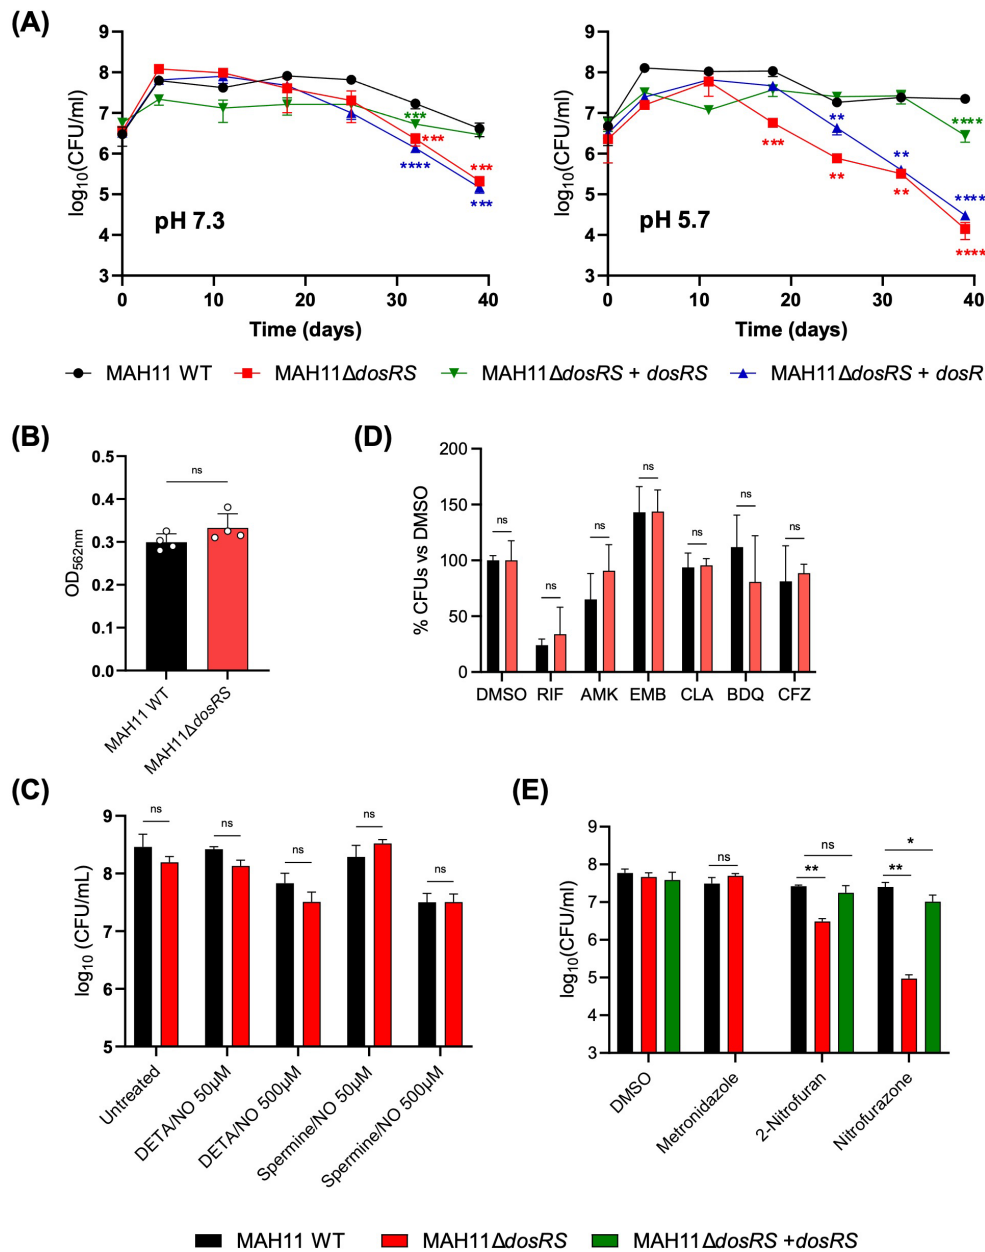 (A)
log10(CFU/ml)
9
8
7
6
5
4
3
0
10
20
30
40
Time (days)
pH 7.3
***
***
****
***
***
log10(CFU/ml)
9
8
7
6
5
4
3
0
10
20
30
40
Time (days)
pH 5.7
***
**
**
**
**
****
****
****
MAH11 WT
MAH11ΔdosRS
MAH11ΔdosRS + dosRS
MAH11ΔdosRS + dosR
(B)
OD562nm
0.5
0.4
0.3
0.2
0.1
0.0
ns
MAH11 WT
MAH11ΔdosRS
(D)
% CFUs vs DMSO
200
150
100
50
0
ns
ns
ns
ns
ns
ns
ns
DMSO
RIF
AMK
EMB
CLA
BDQ
CFZ
(C)
log10 (CFU/mL)
9
8
7
6
5
ns
ns
ns
ns
ns
Untreated
DETA/NO 50μM
DETA/NO 500μM
Spermine/NO 50μM
Spermine/NO 500μM
(E)
log10(CFU/ml)
9
8
7
6
5
4
3
ns
ns
**
*
**
DMSO
Metronidazole
2-Nitrofuran
Nitrofurazone
MAH11 WT
MAH11ΔdosRS
MAH11ΔdosRS +dosRS